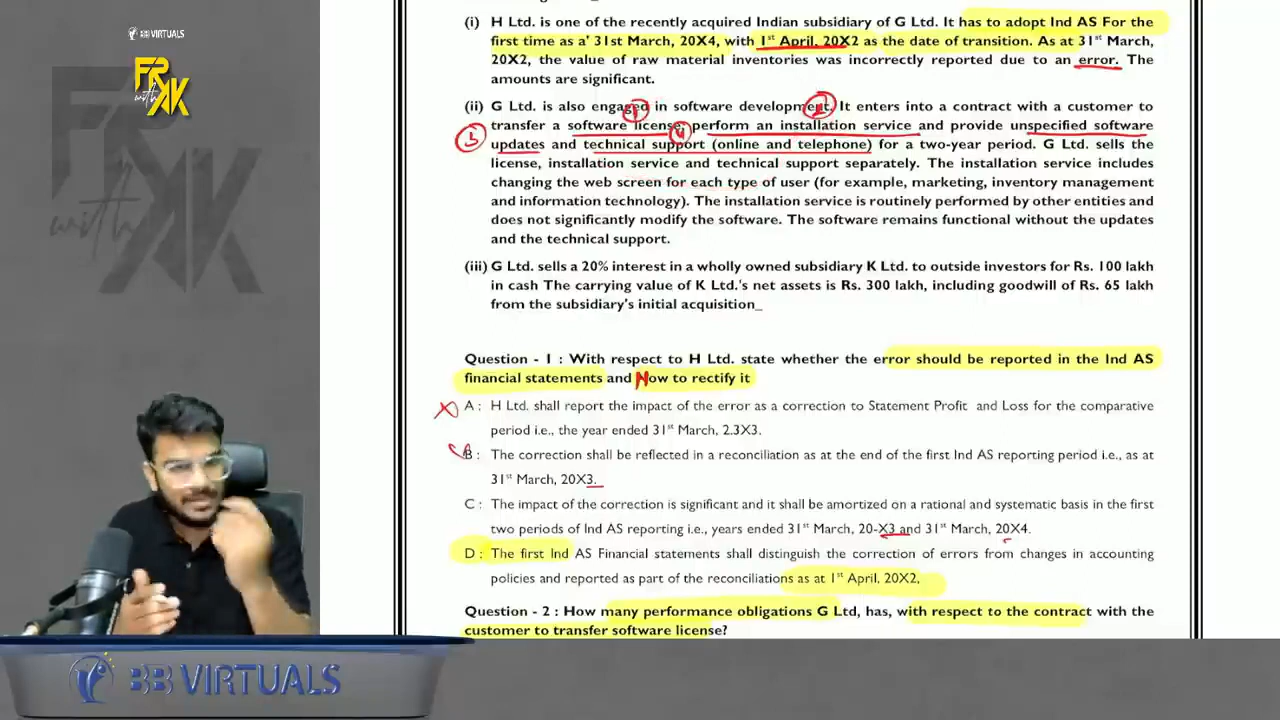 BB VIRTUALS
FR
with
AK
(i) H Ltd. is one of the recently acquired Indian subsidiary of G Ltd. It has to adopt Ind AS For the
first time as a' 31st March, 20X4, with 1st April, 20X2 as the date of transition. As at 31st March,
20X2, the value of raw material inventories was incorrectly reported due to an error. The
amounts are significant.
(ii) G Ltd. is also engaged in software development. It enters into a contract with a customer to
transfer a software license, perform an installation service and provide unspecified software
updates and technical support (online and telephone) for a two-year period. G Ltd. sells the
license, installation service and technical support separately. The installation service includes
changing the web screen for each type of user (for example, marketing, inventory management
and information technology). The installation service is routinely performed by other entities and
does not significantly modify the software. The software remains functional without the updates
and the technical support.
(iii) G Ltd. sells a 20% interest in a wholly owned subsidiary K Ltd. to outside investors for Rs. 100 lakh
in cash The carrying value of K Ltd.'s net assets is Rs. 300 lakh, including goodwill of Rs. 65 lakh
from the subsidiary's initial acquisition_
Question - 1 : With respect to H Ltd. state whether the error should be reported in the Ind AS
financial statements and How to rectify it
A : H Ltd. shall report the impact of the error as a correction to Statement Profit and Loss for the comparative
period i.e., the year ended 31st March, 2.3X3.
B : The correction shall be reflected in a reconciliation as at the end of the first Ind AS reporting period i.e., as at
31st March, 20X3.
C : The impact of the correction is significant and it shall be amortized on a rational and systematic basis in the first
two periods of Ind AS reporting i.e., years ended 31st March, 20-X3 and 31st March, 20X4.
D : The first Ind AS Financial statements shall distinguish the correction of errors from changes in accounting
policies and reported as part of the reconciliations as at 1st April, 20X2,
Question - 2 : How many performance obligations G Ltd, has, with respect to the contract with the
customer to transfer software license?
BB VIRTUALS